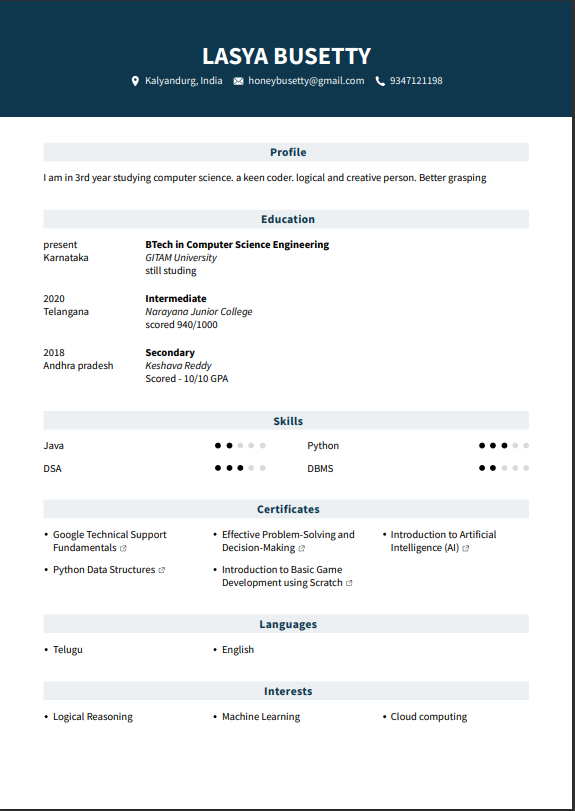 LASYA BUSETTY
Kalyandurg, India honeybusetty@gmail.com 9347121198
Profile
I am in 3rd year studying computer science. a keen coder. logical and creative person. Better grasping
Education
present BTech in Computer Science Engineering
Karnataka GITAM University
still studing
2020 Intermediate
Telangana Narayana Junior College
scored 940/1000
2018 Secondary
Andhra pradesh Keshava Reddy
Scored - 10/10 GPA
Skills
Java Python
DSA DBMS
Certificates
• Google Technical Support • Effective Problem-Solving and • Introduction to Artificial
Fundamentals Decision-Making Intelligence (AI)
• Python Data Structures • Introduction to Basic Game
Development using Scratch
Languages
• Telugu • English
Interests
• Logical Reasoning • Machine Learning • Cloud computing